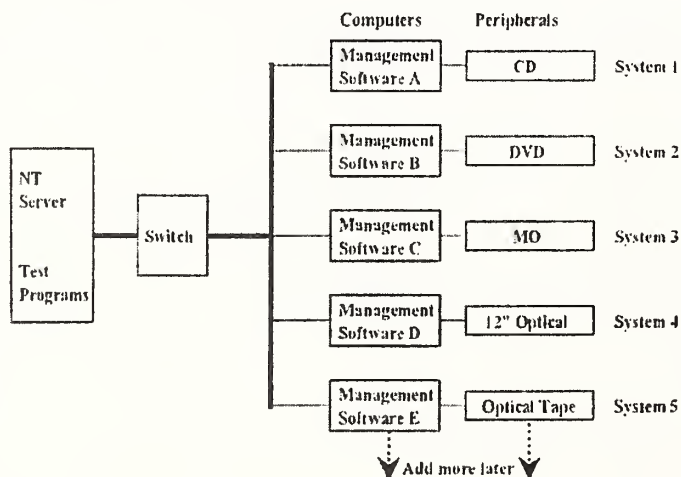 Computers Peripherals
Management
Software A
CD
System 1
Management
Software B
DVD
System 2
NT
Server
Test
Programs
Switch
Management
Software C
MO
System 3
Management
Software D
12" Optical
System 4
Management
Software E
Optical Tape
System 5
Add more later